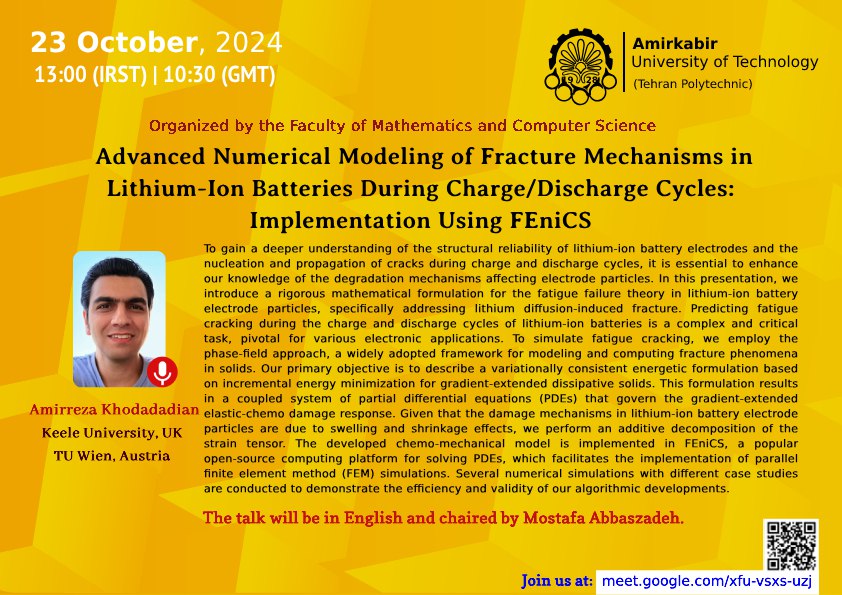 23 October, 2024
13:00 (IRST) | 10:30 (GMT)
19 28
Amirkabir
University of Technology
(Tehran Polytechnic)
Organized by the Faculty of Mathematics and Computer Science
Advanced Numerical Modeling of Fracture Mechanisms in
Lithium-Ion Batteries During Charge/Discharge Cycles:
Implementation Using FEniCS
To gain a deeper understanding of the structural reliability of lithium-ion battery electrodes and the
nucleation and propagation of cracks during charge and discharge cycles, it is essential to enhance
our knowledge of the degradation mechanisms affecting electrode particles. In this presentation, we
introduce a rigorous mathematical formulation for the fatigue failure theory in lithium-ion battery
electrode particles, specifically addressing lithium diffusion-induced fracture. Predicting fatigue
cracking during the charge and discharge cycles of lithium-ion batteries is a complex and critical
task, pivotal for various electronic applications. To simulate fatigue cracking, we employ the
phase-field approach, a widely adopted framework for modeling and computing fracture phenomena
in solids. Our primary objective is to describe a variationally consistent energetic formulation based
on incremental energy minimization for gradient-extended dissipative solids. This formulation results
in a coupled system of partial differential equations (PDEs) that govern the gradient-extended
elastic-chemo damage response. Given that the damage mechanisms in lithium-ion battery electrode
particles are due to swelling and shrinkage effects, we perform an additive decomposition of the
strain tensor. The developed chemo-mechanical model is implemented in FEniCS, a popular
open-source computing platform for solving PDEs, which facilitates the implementation of parallel
finite element method (FEM) simulations. Several numerical simulations with different case studies
are conducted to demonstrate the efficiency and validity of our algorithmic developments.
Amirreza Khodadadian
Keele University, UK
TU Wien, Austria
The talk will be in English and chaired by Mostafa Abbaszadeh.
Join us at: meet.google.com/xfu-vsxs-uzj